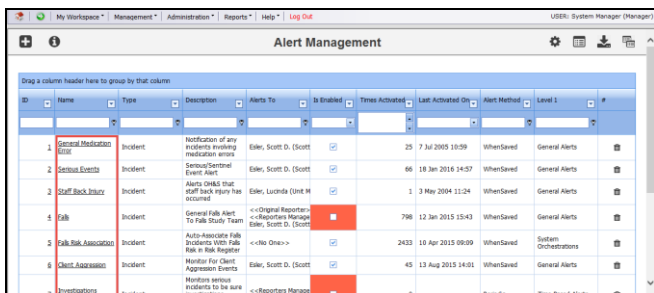 My Workspace Management Administration Reports Help Log Out USER: System Manager (Manager)
Alert Management
Drag a column header here to group by that column
ID Name Type Description Alerts To Is Enabled Times Activated Last Activated On Alert Method Level 1 #
1 General Medication Error Incident Notification of any incidents involving medication errors Esler, Scott D. (Scott 25 7 Jul 2005 10:59 WhenSaved General Alerts
2 Serious Events Incident Serious/Sentinel Event Alert Esler, Scott D. (Scott 66 18 Jan 2016 14:57 WhenSaved General Alerts
3 Staff Back Injury Incident Alerts OH&S that staff back injury has occurred Esler, Lucinda (Unit M 1 3 May 2004 11:24 WhenSaved General Alerts
4 Falls Incident General Falls Alert To Falls Study Team <<Original Reporter> <<Reporters Manage Esler, Scott D. (Scott 798 12 Jan 2015 15:43 WhenSaved General Alerts
5 Falls Risk Association Incident Auto-Associate Falls Incidents With Falls Risk in Risk Register <<No One>> 2433 10 Apr 2015 09:09 WhenSaved System Orchestrations
6 Client Aggression Incident Monitor For Client Aggression Events Esler, Scott D. (Scott 45 13 Aug 2015 14:01 WhenSaved General Alerts
Investigations Monitors serious incidents to be sure <<Reporters Manage